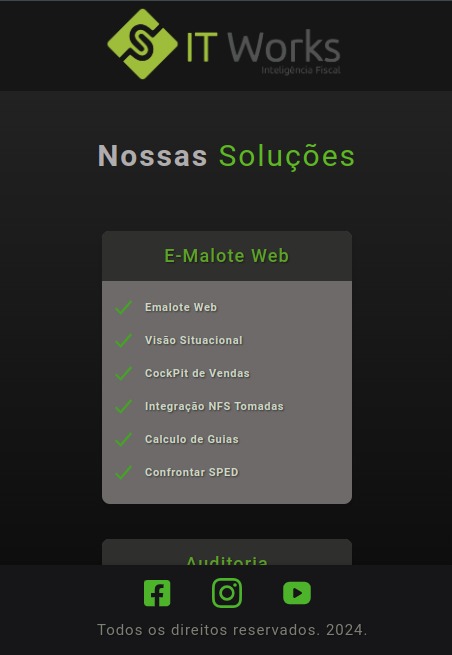 IT Works
Inteligência Fiscal
Nossas Soluções
E-Malote Web
Emalote Web
Visão Situacional
CockPit de Vendas
Integração NFS Tomadas
Calculo de Guias
Confrontar SPED
Auditoria
Todos os direitos reservados. 2024.